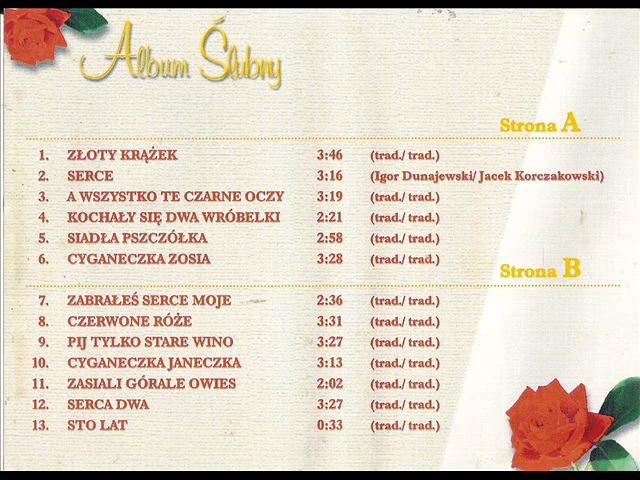 Album Ślubny
Strona A
1. ZŁOTY KRĄŻEK 3:46 (trad./ trad.)
2. SERCE 3:16 (Igor Dunajewski/ Jacek Korczakowski)
3. A WSZYSTKO TE CZARNE OCZY 3:19 (trad./ trad.)
4. KOCHAŁY SIĘ DWA WRÓBELKI 2:21 (trad./ trad.)
5. SIADŁA PSZCZÓŁKA 2:58 (trad./ trad.)
6. CYGANECZKA ZOSIA 3:28 (trad./ trad.)
Strona B
7. ZABRAŁEŚ SERCE MOJE 2:36 (trad./ trad.)
8. CZERWONE RÓŻE 3:31 (trad./ trad.)
9. PIJ TYLKO STARE WINO 3:27 (trad./ trad.)
10. CYGANECZKA JANECZKA 3:13 (trad./ trad.)
11. ZASIALI GÓRALE OWIES 2:02 (trad./ trad.)
12. SERCA DWA 3:27 (trad./ trad.)
13. STO LAT 0:33 (trad./ trad.)